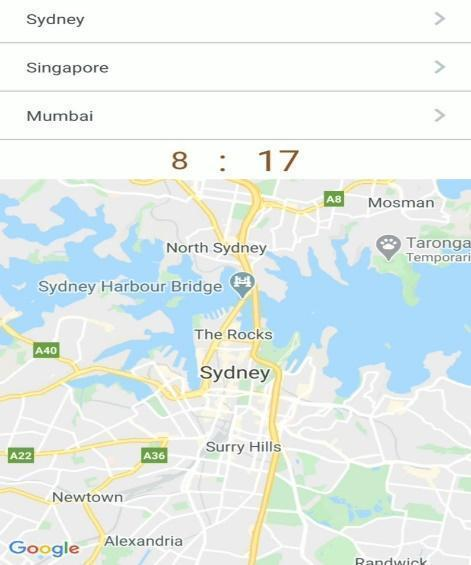 Sydney
Singapore
Mumbai
8 : 17
A8
Mosman
North Sydney
Taronga
Temporari
Sydney Harbour Bridge
The Rocks
A40
Sydney
Surry Hills
A22
A36
Newtown
Alexandria
Google
Randwick